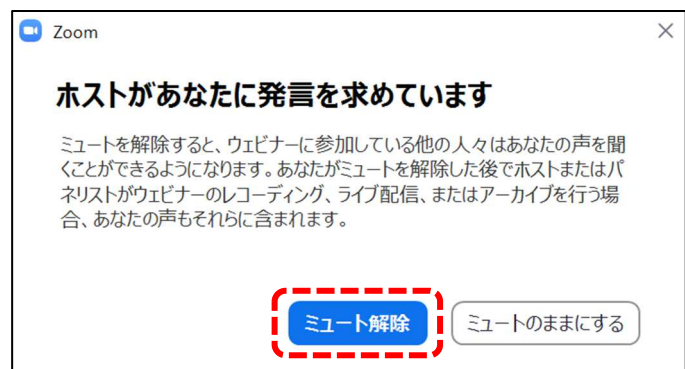 Zoom
ホストがあなたに発言を求めています
ミュートを解除すると、ウェビナーに参加している他の人々はあなたの声を聞
くことができるようになります。あなたがミュートを解除した後でホストまたはパ
ネリストがウェビナーのレコーディング、ライブ配信、またはアーカイブを行う場
合、あなたの声もそれらに含まれます。
ミュート解除 ミュートのままにする